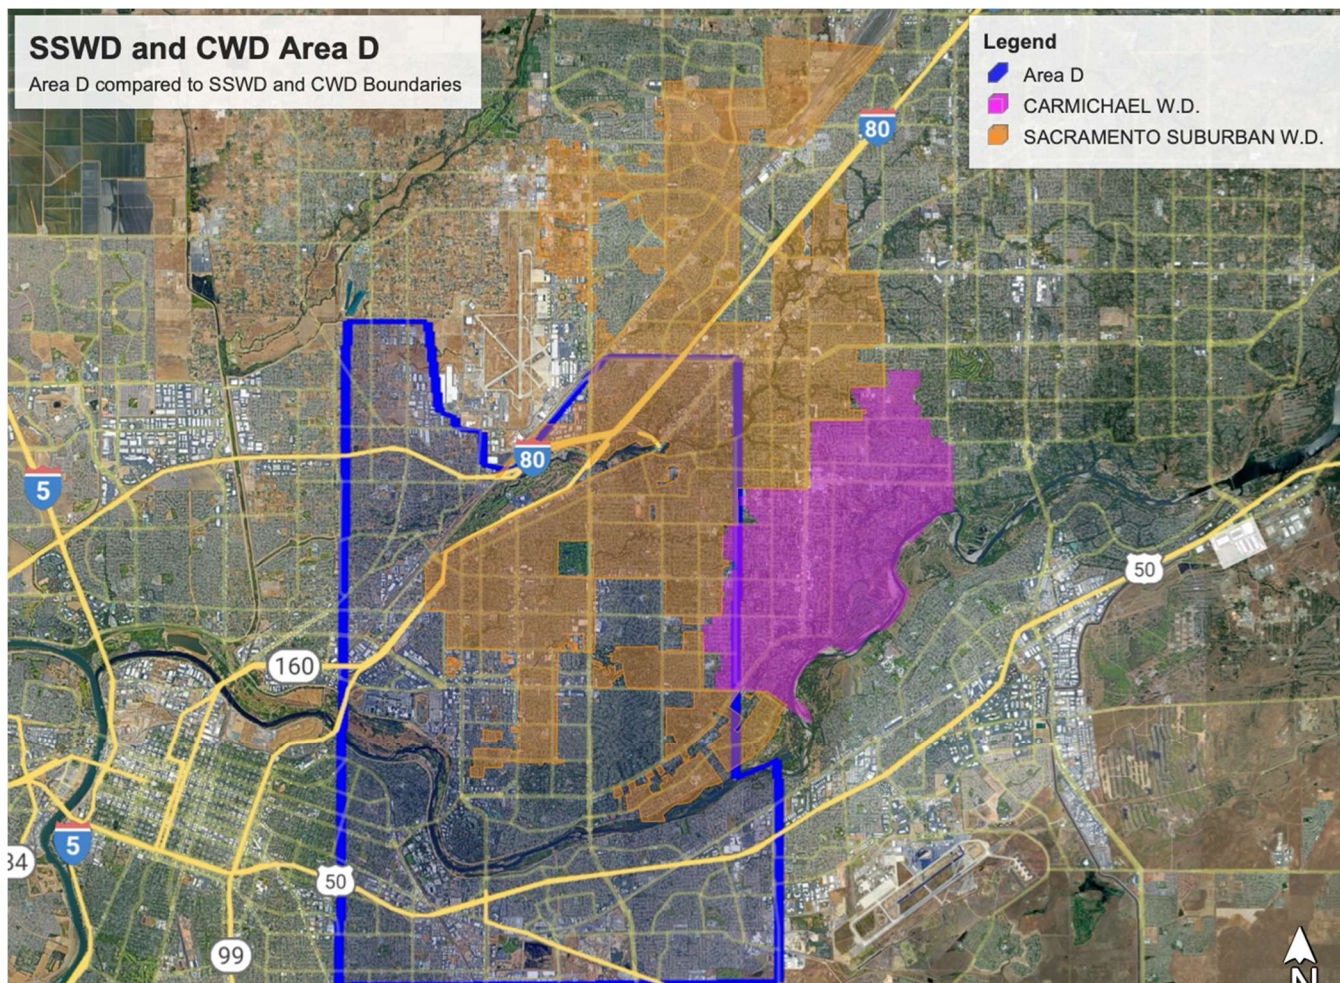 SSWD and CWD Area D
Area D compared to SSWD and CWD Boundaries
Legend
Area D
CARMICHAEL W.D.
SACRAMENTO SUBURBAN W.D.
80
80
5
50
160
5
34
50
99
N